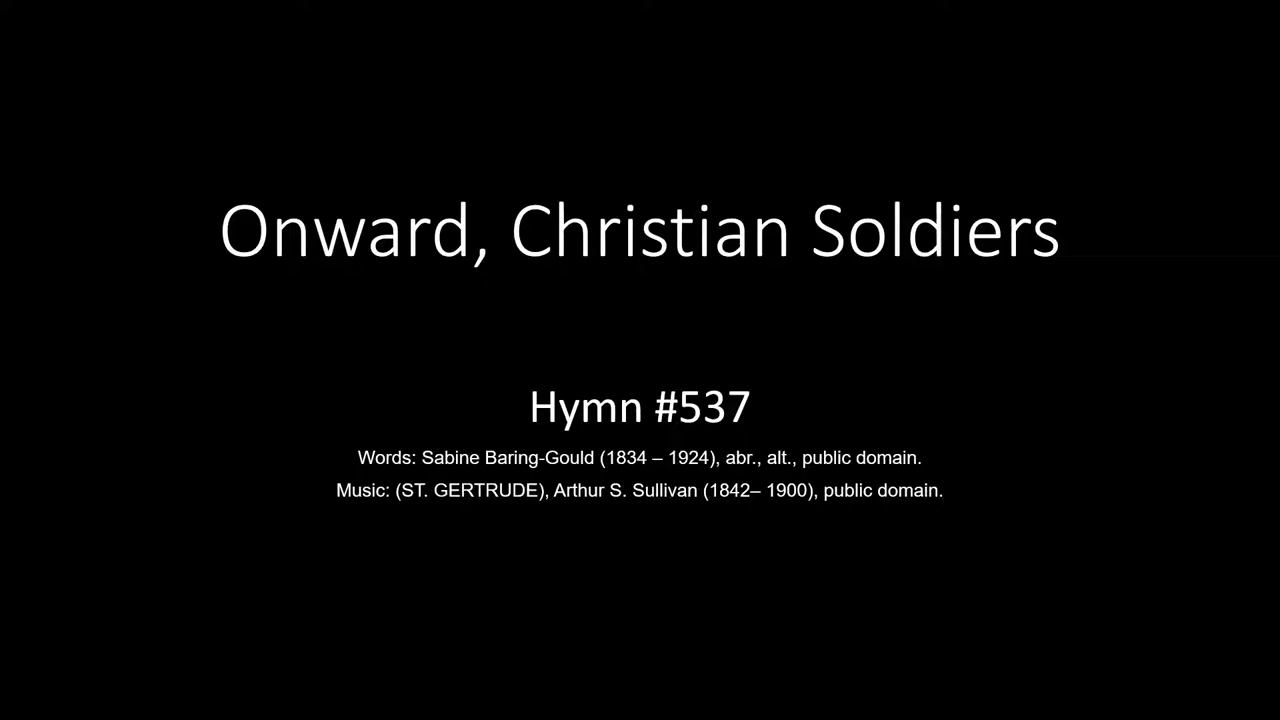 Onward, Christian Soldiers
Hymn #537
Words: Sabine Baring-Gould (1834 – 1924), abr., alt., public domain.
Music: (ST. GERTRUDE), Arthur S. Sullivan (1842– 1900), public domain.